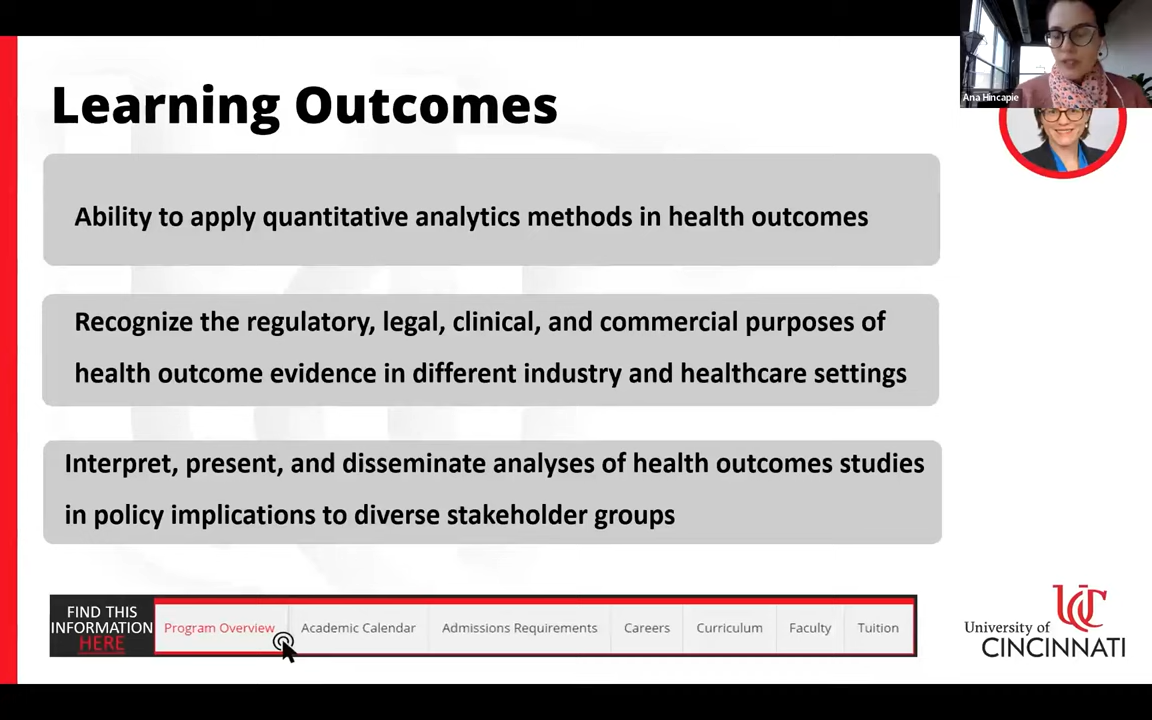 Ana Hincapie
Learning Outcomes
Ability to apply quantitative analytics methods in health outcomes
Recognize the regulatory, legal, clinical, and commercial purposes of
health outcome evidence in different industry and healthcare settings
Interpret, present, and disseminate analyses of health outcomes studies
in policy implications to diverse stakeholder groups
FIND THIS
INFORMATION
HERE
Program Overview
Academic Calendar
Admissions Requirements
Careers
Curriculum
Faculty
Tuition
UC
University of
CINCINNATI